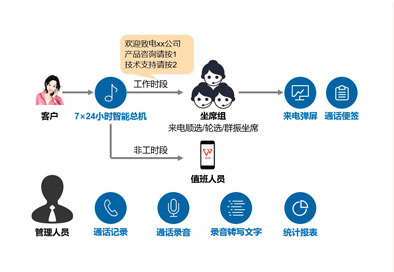 欢迎致电xx公司
产品咨询请按1
技术支持请按2
工作时段
客户
7×24小时智能总机
坐席组
来电顺选/轮选/群振坐席
来电弹屏
通话便签
非工时段
值班人员
管理人员
通话记录
通话录音
录音转写文字
统计报表